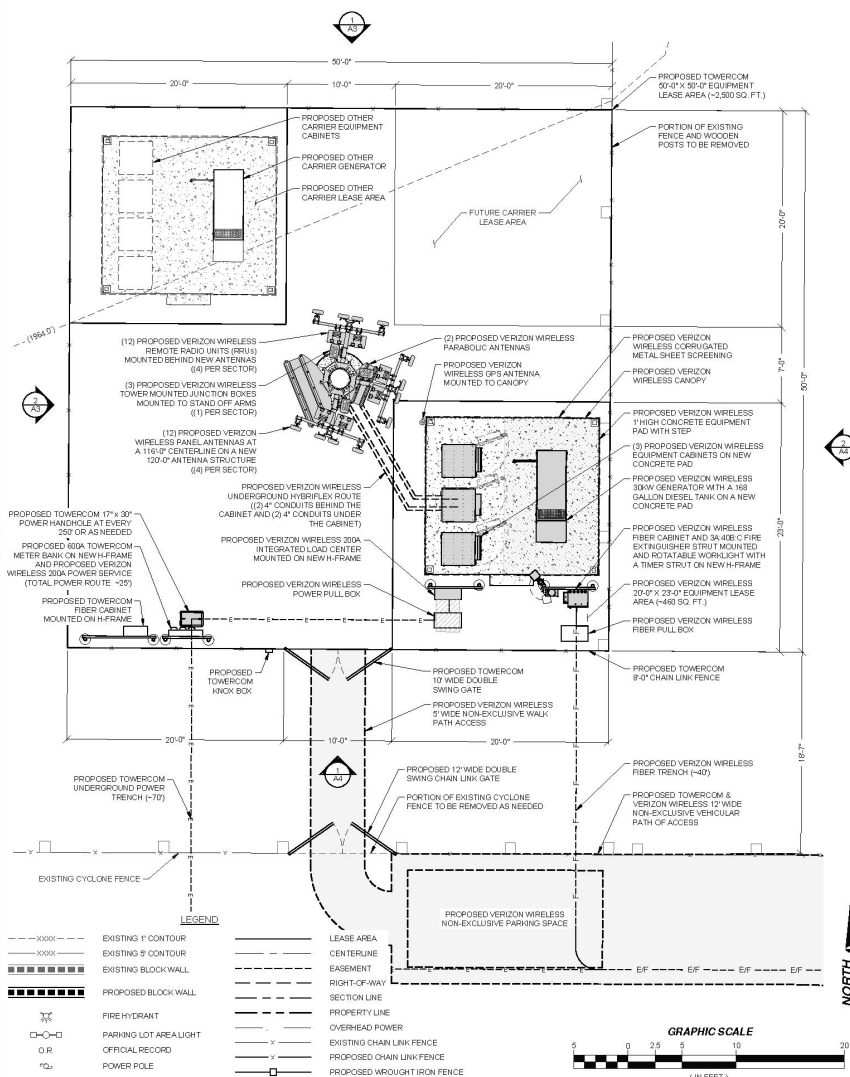 1
A3
50'-0"
20'-0"
10'-0"
20'-0"
PROPOSED TOWERCOM
50'-0" X 50'-0" EQUIPMENT
LEASE AREA (~2,500 SQ. FT.)
PORTION OF EXISTING
FENCE AND WOODEN
POSTS TO BE REMOVED
PROPOSED OTHER
CARRIER EQUIPMENT
CABINETS
PROPOSED OTHER
CARRIER GENERATOR
PROPOSED OTHER
CARRIER LEASE AREA
FUTURE CARRIER
LEASE AREA
20'-0"
7'-0"
50'-0"
23'-0"
18'-7"
(1964.0')
(12) PROPOSED VERIZON WIRELESS
REMOTE RADIO UNITS (RRUs)
MOUNTED BEHIND NEW ANTENNAS
((4) PER SECTOR)
(3) PROPOSED VERIZON WIRELESS
TOWER MOUNTED JUNCTION BOXES
MOUNTED TO STAND OFF ARMS
((1) PER SECTOR)
(12) PROPOSED VERIZON
WIRELESS PANEL ANTENNAS AT
A 116'-0" CENTERLINE ON A NEW
120'-0" ANTENNA STRUCTURE
((4) PER SECTOR)
(2) PROPOSED VERIZON WIRELESS
PARABOLIC ANTENNAS
PROPOSED VERIZON
WIRELESS GPS ANTENNA
MOUNTED TO CANOPY
PROPOSED VERIZON
WIRELESS CORRUGATED
METAL SHEET SCREENING
PROPOSED VERIZON
WIRELESS CANOPY
PROPOSED VERIZON WIRELESS
1' HIGH CONCRETE EQUIPMENT
PAD WITH STEP
(3) PROPOSED VERIZON WIRELESS
EQUIPMENT CABINETS ON NEW
CONCRETE PAD
PROPOSED VERIZON WIRELESS
30KW GENERATOR WITH A 168
GALLON DIESEL TANK ON A NEW
CONCRETE PAD
PROPOSED VERIZON WIRELESS
FIBER CABINET AND 3A:40B:C FIRE
EXTINGUISHER STRUT MOUNTED
AND ROTATABLE WORKLIGHT WITH
A TIMER STRUT ON NEW H-FRAME
PROPOSED VERIZON WIRELESS
20'-0" X 23'-0" EQUIPMENT LEASE
AREA (~460 SQ. FT.)
PROPOSED VERIZON WIRELESS
FIBER PULL BOX
PROPOSED TOWERCOM
8'-0" CHAIN LINK FENCE
2
A3
2
A4
PROPOSED VERIZON WIRELESS
UNDERGROUND HYBRIFLEX ROUTE
((2) 4" CONDUITS BEHIND THE
CABINET AND (2) 4" CONDUITS UNDER
THE CABINET)
PROPOSED VERIZON WIRELESS 200A
INTEGRATED LOAD CENTER
MOUNTED ON NEW H-FRAME
PROPOSED VERIZON WIRELESS
POWER PULL BOX
PROPOSED TOWERCOM 17" x 30"
POWER HANDHOLE AT EVERY
250' OR AS NEEDED
PROPOSED 600A TOWERCOM
METER BANK ON NEW H-FRAME
AND PROPOSED VERIZON
WIRELESS 200A POWER SERVICE
(TOTAL POWER ROUTE ~25')
PROPOSED TOWERCOM
FIBER CABINET
MOUNTED ON H-FRAME
E E E E E
PROPOSED
TOWERCOM
KNOX BOX
PROPOSED TOWERCOM
10' WIDE DOUBLE
SWING GATE
PROPOSED VERIZON WIRELESS
5' WIDE NON-EXCLUSIVE WALK
PATH ACCESS
20'-0"
10'-0"
20'-0"
1
A4
PROPOSED TOWERCOM
UNDERGROUND POWER
TRENCH (~70')
PROPOSED 12' WIDE DOUBLE
SWING CHAIN LINK GATE
PORTION OF EXISTING CYCLONE
FENCE TO BE REMOVED AS NEEDED
PROPOSED VERIZON WIRELESS
FIBER TRENCH (~40')
PROPOSED TOWERCOM &
VERIZON WIRELESS 12' WIDE
NON-EXCLUSIVE VEHICULAR
PATH OF ACCESS
EXISTING CYCLONE FENCE
PROPOSED VERIZON WIRELESS
NON-EXCLUSIVE PARKING SPACE
E E E E E E/F E/F E/F E/F
LEGEND
XXXX EXISTING 1' CONTOUR
XXXX EXISTING 5' CONTOUR
EXISTING BLOCK WALL
PROPOSED BLOCK WALL
FIRE HYDRANT
PARKING LOT AREA LIGHT
O.R. OFFICIAL RECORD
POWER POLE
LEASE AREA
CENTERLINE
EASEMENT
RIGHT-OF-WAY
SECTION LINE
PROPERTY LINE
OVERHEAD POWER
EXISTING CHAIN LINK FENCE
PROPOSED CHAIN LINK FENCE
PROPOSED WROUGHT IRON FENCE
NORTH
GRAPHIC SCALE
5 0 2.5 5 10 20
( IN FEET )